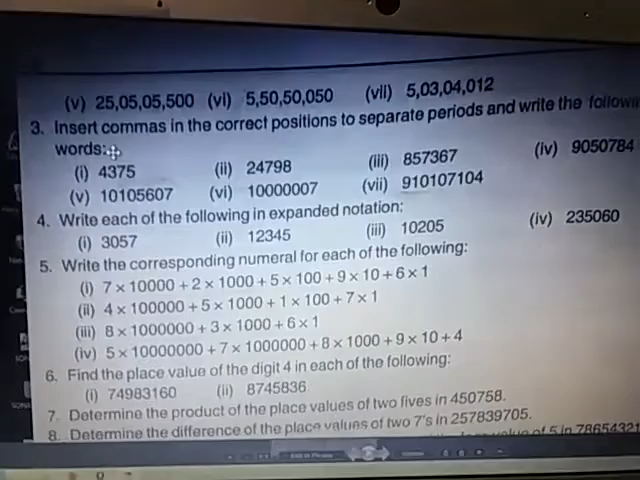 (v) 25,05,05,500 (vi) 5,50,50,050 (vii) 5,03,04,012
3. Insert commas in the correct positions to separate periods and write the
words:
(i) 4375 (ii) 24798 (iii) 857367 (iv) 9050784
(v) 10105607 (vi) 10000007 (vii) 910107104
4. Write each of the following in expanded notation:
(i) 3057 (ii) 12345 (iii) 10205 (iv) 235060
5. Write the corresponding numeral for each of the following:
(i) 7 × 10000 + 2 × 1000 + 5 × 100 + 9 × 10 + 6 × 1
(ii) 4 × 100000 + 5 × 1000 + 1 × 100 + 7 × 1
(iii) 8 × 1000000 + 3 × 1000 + 6 × 1
(iv) 5 × 10000000 + 7 × 1000000 + 8 × 1000 + 9 × 10 + 4
6. Find the place value of the digit 4 in each of the following:
(i) 74983160 (ii) 8745836
7. Determine the product of the place values of two fives in 450758.
8. Determine the difference of the place values of two 7's in 257839705.
value of 5 in 78654321